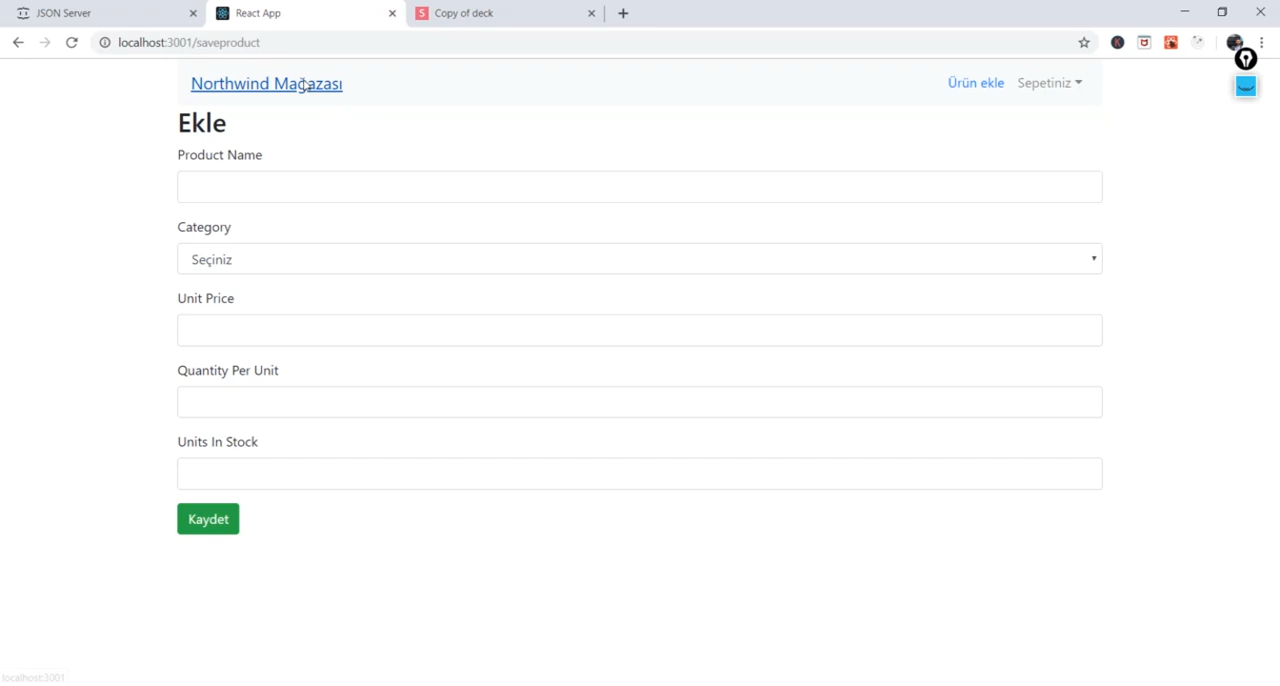 JSON Server
React App
S Copy of deck
localhost:3001/saveproduct
Northwind Mağazası
Ürün ekle Sepetiniz
Ekle
Product Name
Category
Seçiniz
Unit Price
Quantity Per Unit
Units In Stock
Kaydet
localhost:3001